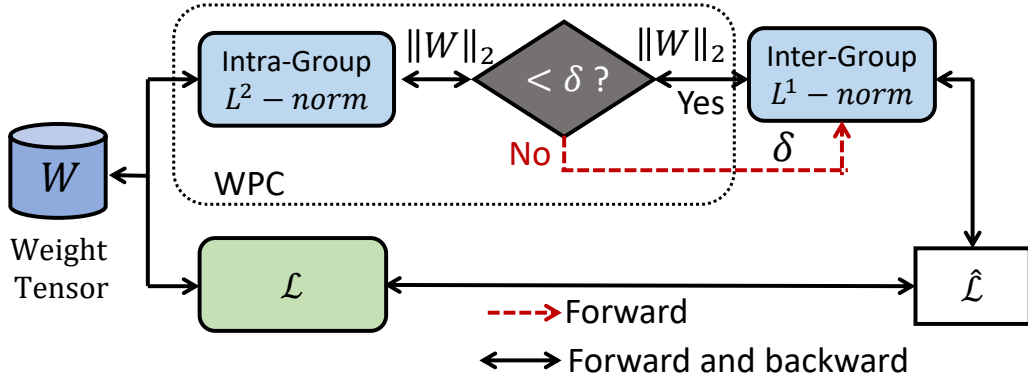 Intra-Group
L² − norm
‖W‖₂
< δ ?
‖W‖₂
Yes
Inter-Group
L¹ − norm
No
δ
WPC
W
Weight
Tensor
ℒ
ℒ̂
Forward
Forward and backward